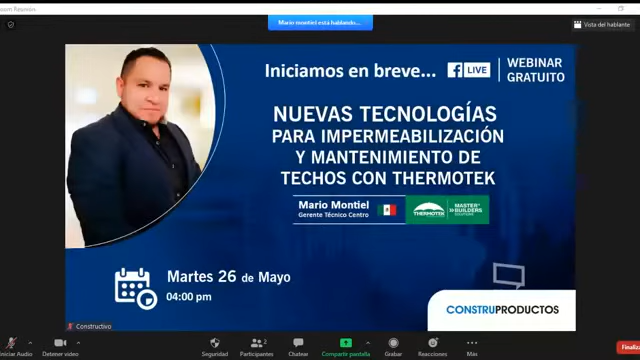 Zoom Reunión
Mario montiel está hablando...
Vista del hablante
Iniciamos en breve...
f LIVE
WEBINAR
GRATUITO
NUEVAS TECNOLOGÍAS
PARA IMPERMEABILIZACIÓN
Y MANTENIMIENTO DE
TECHOS CON THERMOTEK
Mario Montiel
Gerente Técnico Centro
THERMOTEK
MASTER
BUILDERS
SOLUTIONS
Martes 26 de Mayo
04:00 pm
CONSTRUPRODUCTOS
Constructivo
Iniciar Audio
Detener video
Seguridad
Participantes
2
Chatear
Compartir pantalla
Grabar
Reacciones
Más
Finaliza